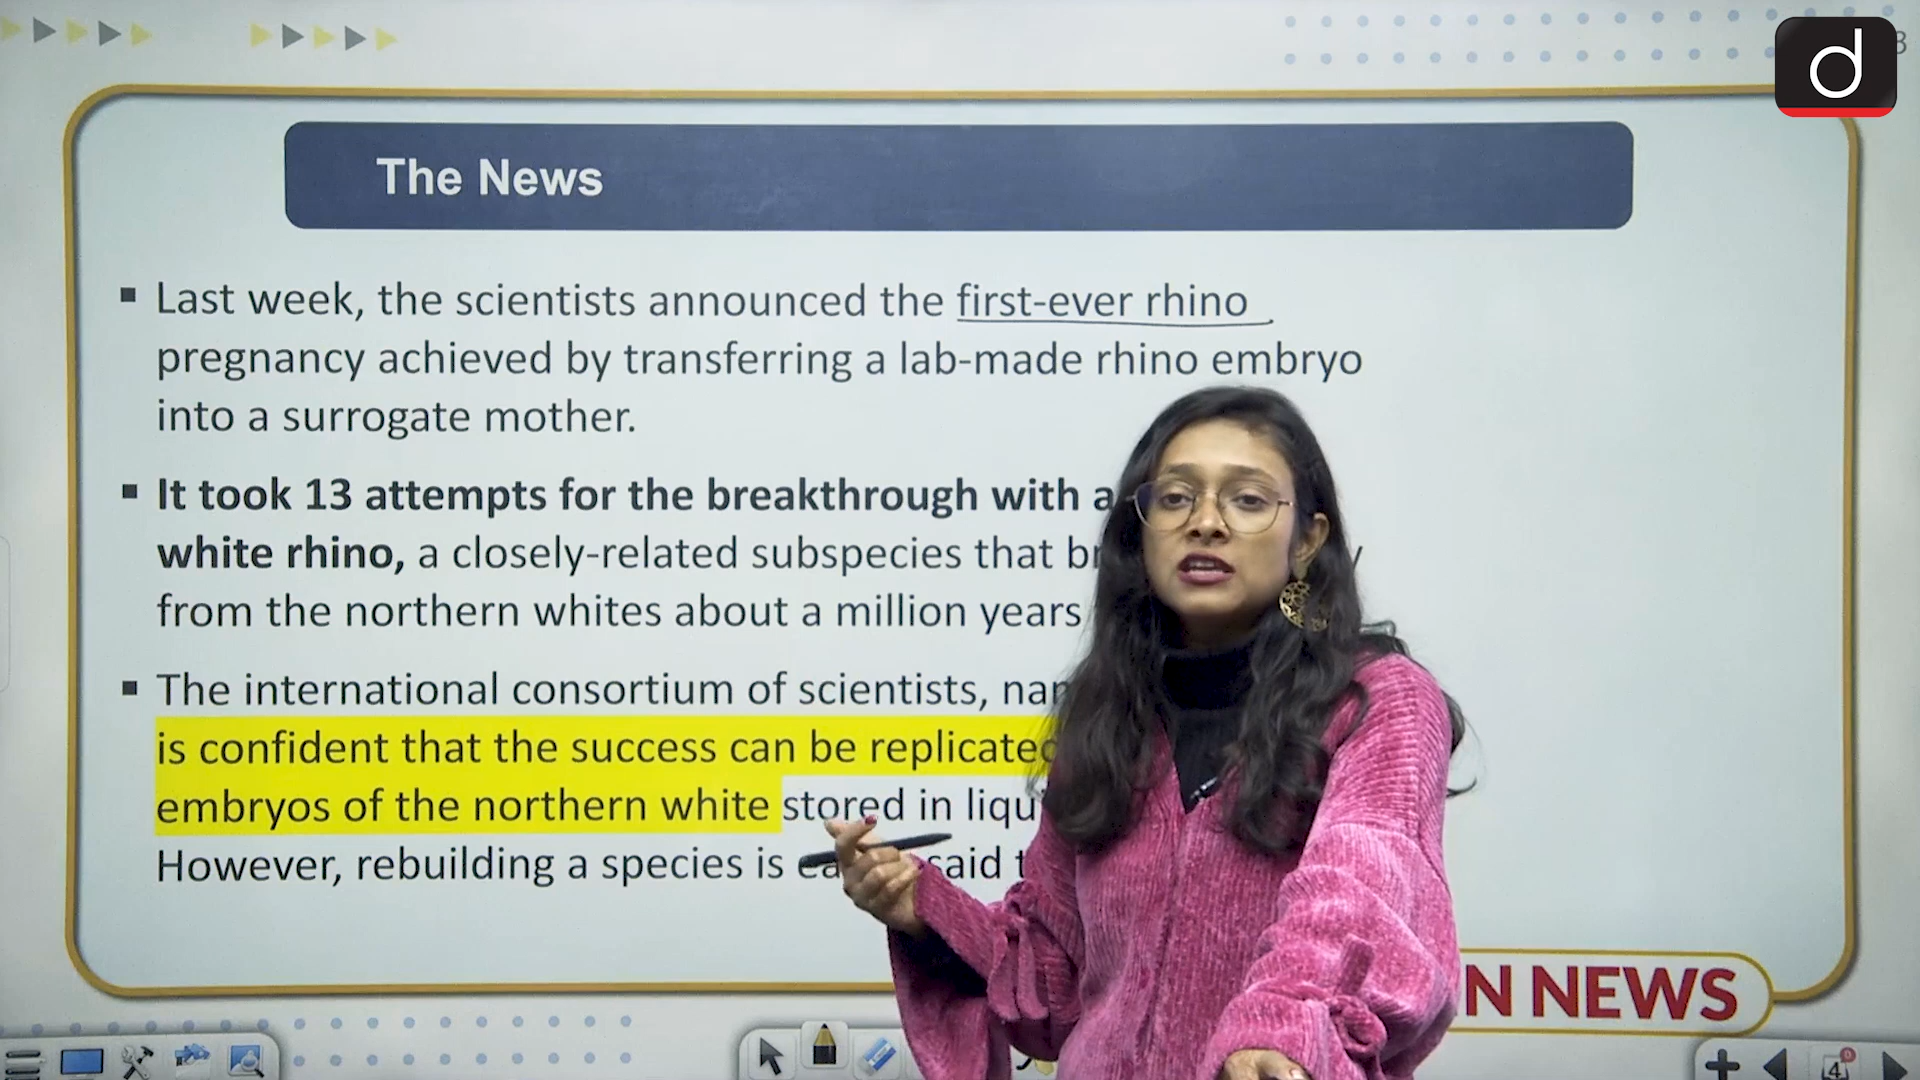 d
The News
Last week, the scientists announced the first-ever rhino
pregnancy achieved by transferring a lab-made rhino embryo
into a surrogate mother.
It took 13 attempts for the breakthrough with a
white rhino, a closely-related subspecies that
from the northern whites about a million years
The international consortium of scientists,
is confident that the success can be replicated
embryos of the northern white stored in
However, rebuilding a species is said
N NEWS
4